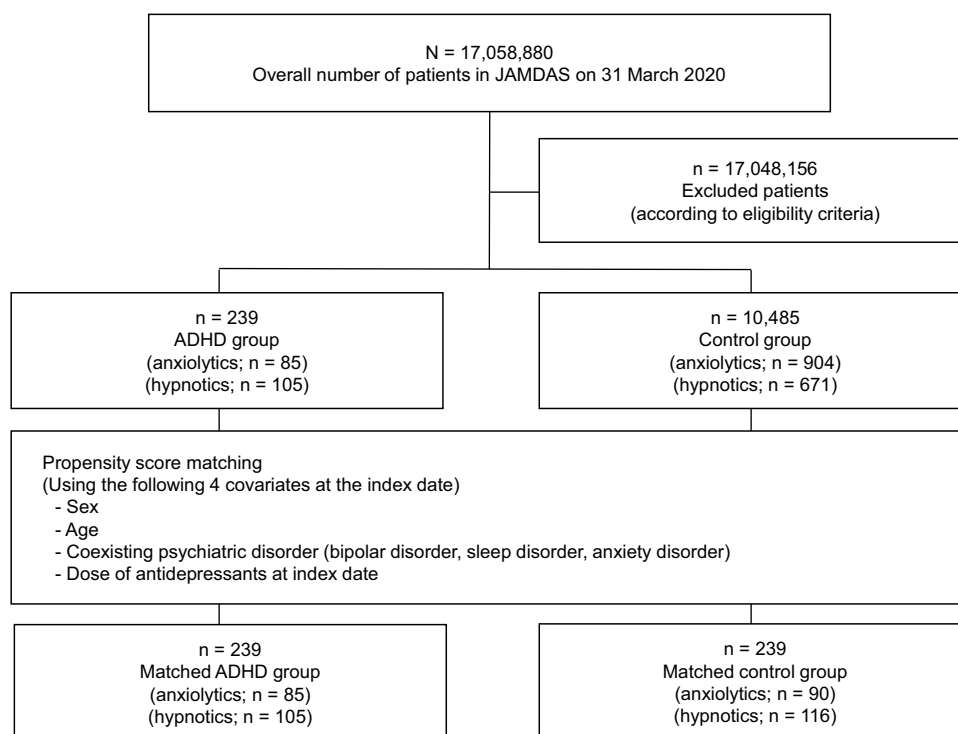 N = 17,058,880
Overall number of patients in JAMDAS on 31 March 2020
n = 17,048,156
Excluded patients
(according to eligibility criteria)
n = 239
ADHD group
(anxiolytics; n = 85)
(hypnotics; n = 105)
n = 10,485
Control group
(anxiolytics; n = 904)
(hypnotics; n = 671)
Propensity score matching
(Using the following 4 covariates at the index date)
- Sex
- Age
- Coexisting psychiatric disorder (bipolar disorder, sleep disorder, anxiety disorder)
- Dose of antidepressants at index date
n = 239
Matched ADHD group
(anxiolytics; n = 85)
(hypnotics; n = 105)
n = 239
Matched control group
(anxiolytics; n = 90)
(hypnotics; n = 116)